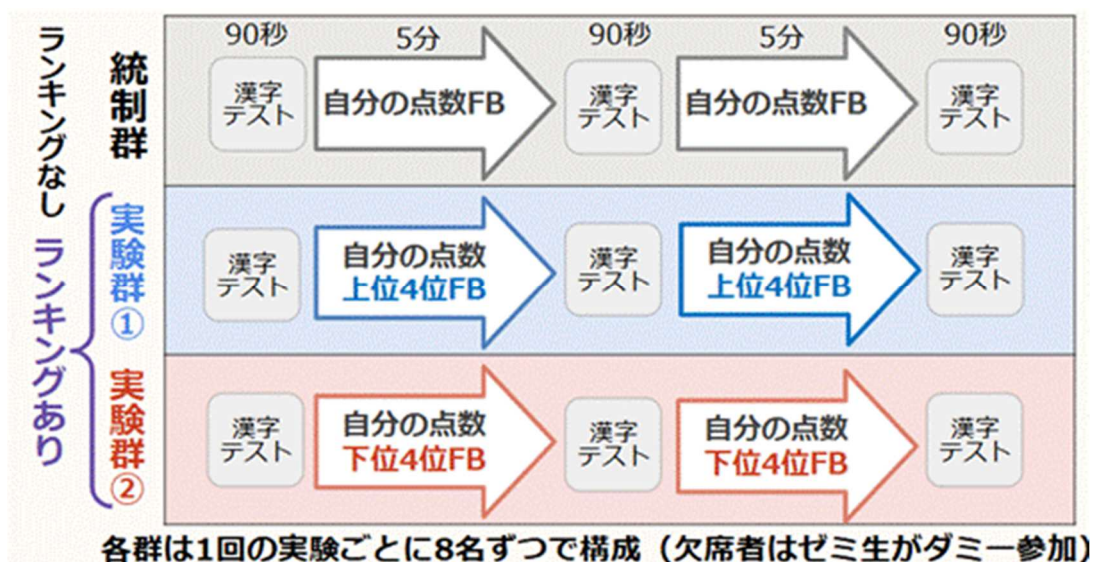 ランキングなし
統制群
90秒
5分
90秒
5分
90秒
漢字
テスト
自分の点数FB
漢字
テスト
自分の点数FB
漢字
テスト
ランキングあり
実験群①
漢字
テスト
自分の点数
上位4位FB
漢字
テスト
自分の点数
上位4位FB
漢字
テスト
実験群②
漢字
テスト
自分の点数
下位4位FB
漢字
テスト
自分の点数
下位4位FB
漢字
テスト
各群は1回の実験ごとに8名ずつで構成（欠席者はゼミ生がダミー参加）